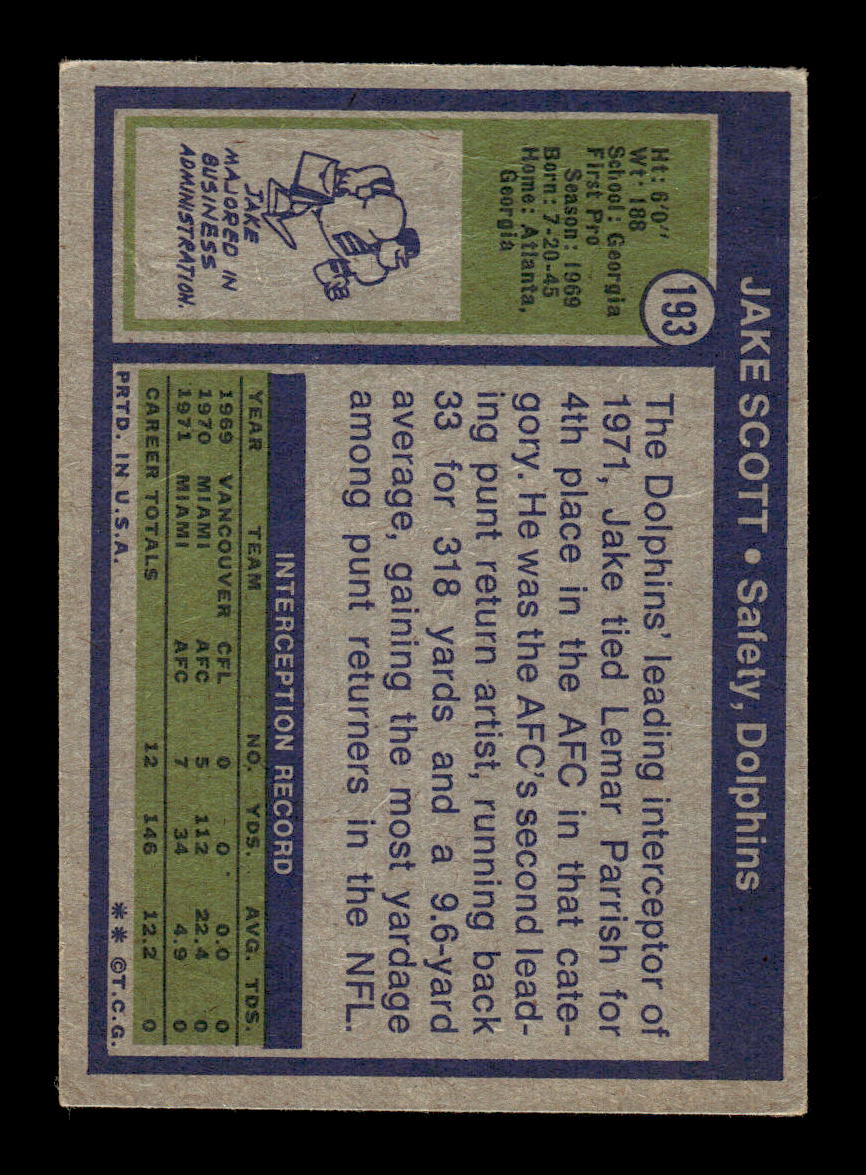 JAKE SCOTT • Safety, Dolphins
193
Ht: 6'0"
Wt: 188
School: Georgia
First Pro
Season: 1969
Born: 7-20-45
Home: Atlanta,
Georgia
JAKE
MAJORED IN
BUSINESS
ADMINISTRATION.
The Dolphins' leading interceptor of
1971, Jake tied Lemar Parrish for
4th place in the AFC in that cate-
gory. He was the AFC's second lead-
ing punt return artist, running back
33 for 318 yards and a 9.6-yard
average, gaining the most yardage
among punt returners in the NFL.
INTERCEPTION RECORD
YEAR TEAM NO. YDS. AVG. TDS.
1969 VANCOUVER CFL 0 0 0.0 0
1970 MIAMI AFC 5 112 22.4 0
1971 MIAMI AFC 7 34 4.9 0
CAREER TOTALS 12 146 12.2 0
PRTD. IN U.S.A. ** ©T.C.G.